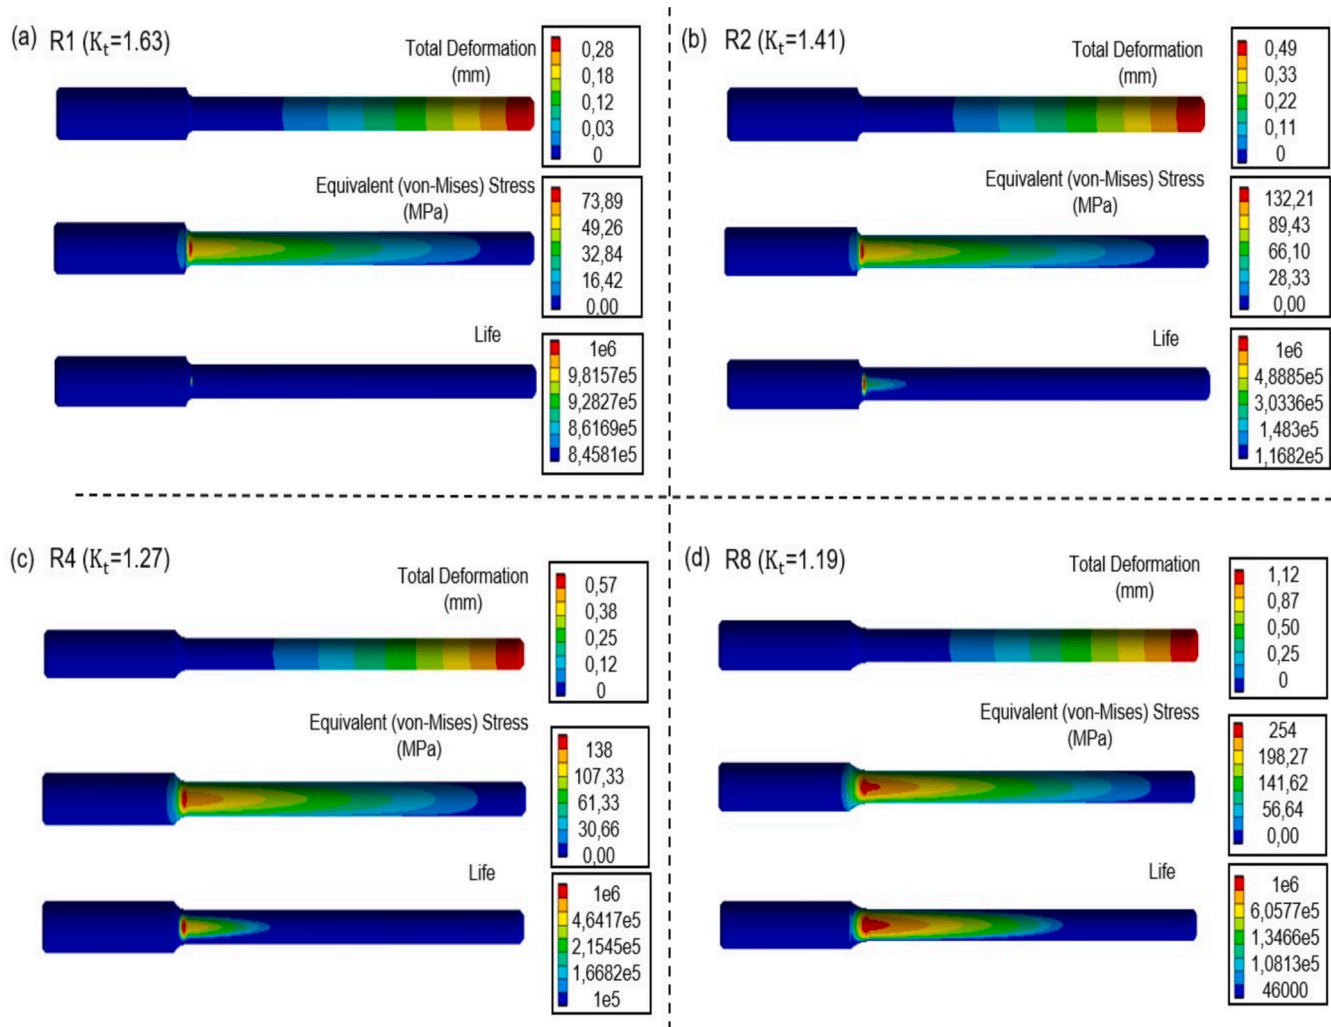 (a) R1 (Kt=1.63)
Total Deformation
(mm)
0,28
0,18
0,12
0,03
0
Equivalent (von-Mises) Stress
(MPa)
73,89
49,26
32,84
16,42
0,00
Life
1e6
9,8157e5
9,2827e5
8,6169e5
8,4581e5
(b) R2 (Kt=1.41)
Total Deformation
(mm)
0,49
0,33
0,22
0,11
0
Equivalent (von-Mises) Stress
(MPa)
132,21
89,43
66,10
28,33
0,00
Life
1e6
4,8885e5
3,0336e5
1,483e5
1,1682e5
(c) R4 (Kt=1.27)
Total Deformation
(mm)
0,57
0,38
0,25
0,12
0
Equivalent (von-Mises) Stress
(MPa)
138
107,33
61,33
30,66
0,00
Life
1e6
4,6417e5
2,1545e5
1,6682e5
1e5
(d) R8 (Kt=1.19)
Total Deformation
(mm)
1,12
0,87
0,50
0,25
0
Equivalent (von-Mises) Stress
(MPa)
254
198,27
141,62
56,64
0,00
Life
1e6
6,0577e5
1,3466e5
1,0813e5
46000